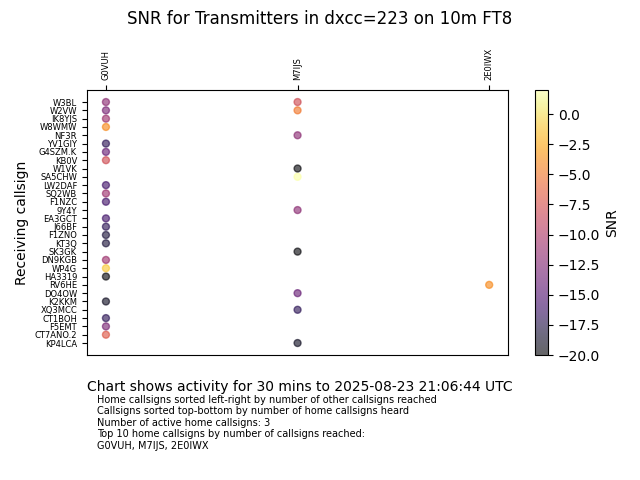 SNR for Transmitters in dxcc=223 on 10m FT8
G0VUH
M7IJS
2E0IWX
W3BL
W2VW
IK8YJS
W8WMW
NF3R
YV1GIY
G4SZM.K
KB0V
W1VK
SA5CHW
LW2DAF
SQ2WB
F1NZC
9Y4Y
EA3GCT
J66BF
F1ZNO
KT3Q
SK3GK
DN9KGB
WP4G
HA3319
RV6HE
DO4OW
K2KKM
XQ3MCC
CT1BOH
F5EMT
CT7ANO.2
KP4LCA
Receiving callsign
0.0
−2.5
−5.0
−7.5
−10.0
−12.5
−15.0
−17.5
−20.0
SNR
Chart shows activity for 30 mins to 2025-08-23 21:06:44 UTC
Home callsigns sorted left-right by number of other callsigns reached
Callsigns sorted top-bottom by number of home callsigns heard
Number of active home callsigns: 3
Top 10 home callsigns by number of callsigns reached:
G0VUH, M7IJS, 2E0IWX